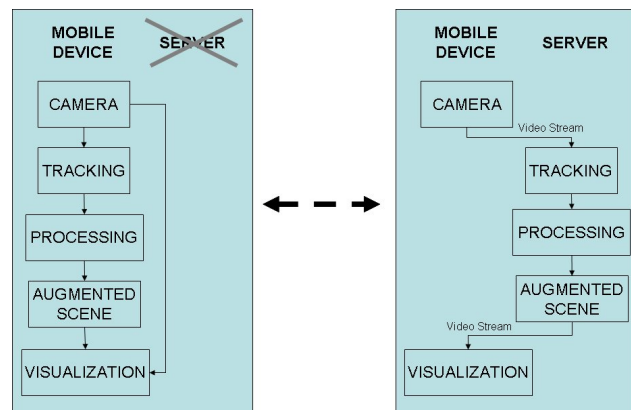 MOBILE
DEVICE
SERVER
CAMERA
TRACKING
PROCESSING
AUGMENTED
SCENE
VISUALIZATION
MOBILE
DEVICE
SERVER
CAMERA
Video Stream
TRACKING
PROCESSING
AUGMENTED
SCENE
Video Stream
VISUALIZATION